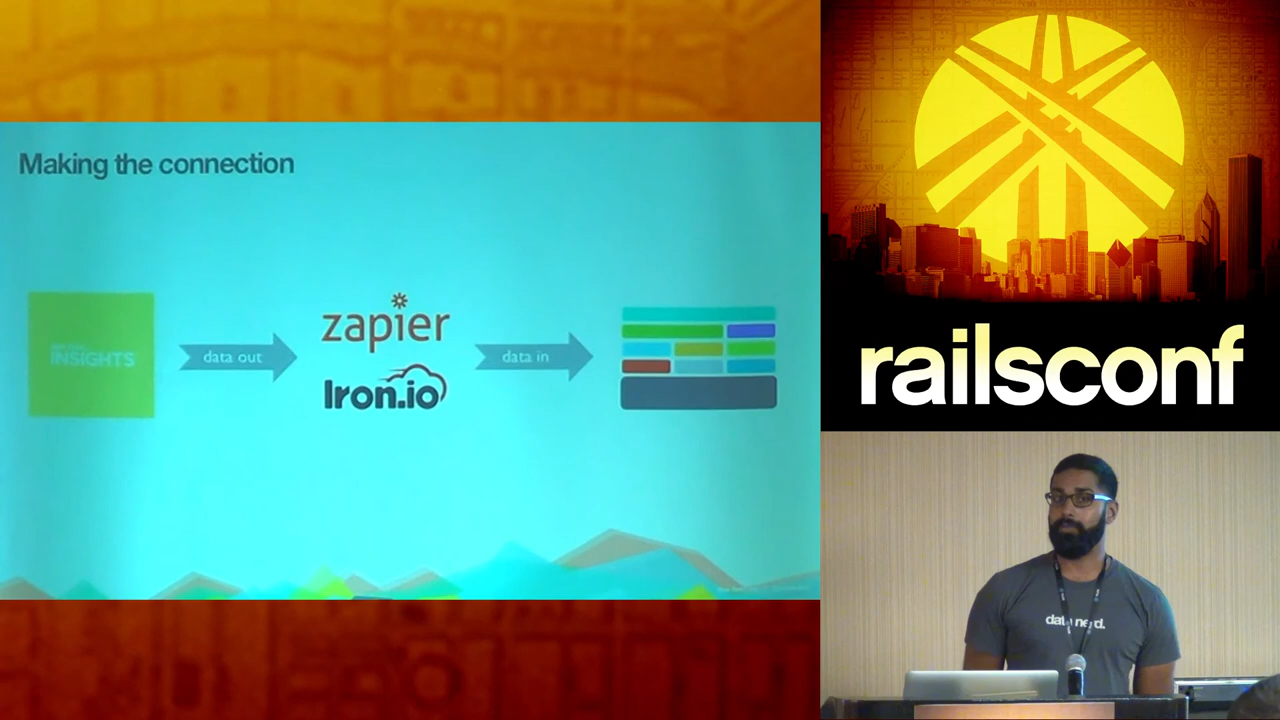 Making the connection
INSIGHTS
data out
zapier
Iron.io
data in
railsconf
data nerd.